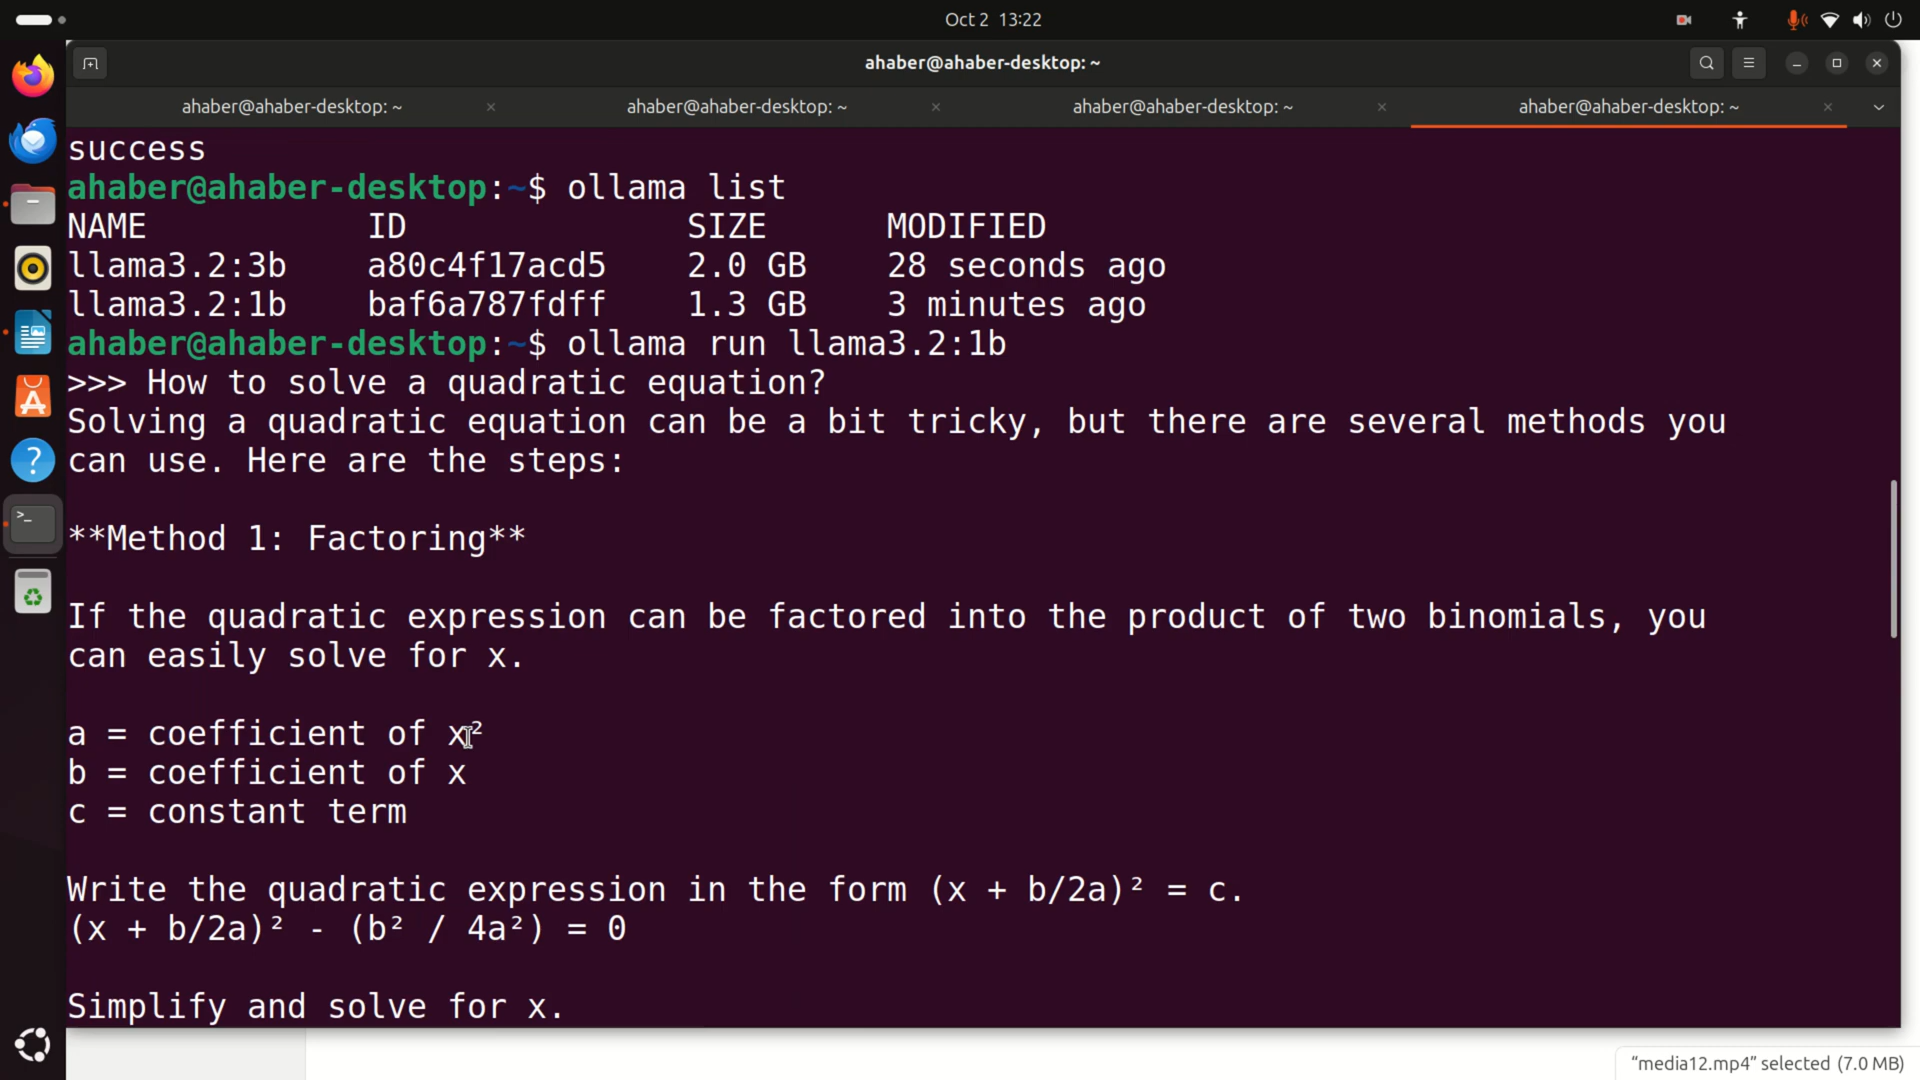 Oct 2 13:22
ahaber@ahaber-desktop: ~
ahaber@ahaber-desktop: ~
ahaber@ahaber-desktop: ~
ahaber@ahaber-desktop: ~
ahaber@ahaber-desktop: ~
success
ahaber@ahaber-desktop:~$ ollama list
NAME ID SIZE MODIFIED
llama3.2:3b a80c4f17acd5 2.0 GB 28 seconds ago
llama3.2:1b baf6a787fdff 1.3 GB 3 minutes ago
ahaber@ahaber-desktop:~$ ollama run llama3.2:1b
>>> How to solve a quadratic equation?
Solving a quadratic equation can be a bit tricky, but there are several methods you
can use. Here are the steps:
**Method 1: Factoring**
If the quadratic expression can be factored into the product of two binomials, you
can easily solve for x.
a = coefficient of x²
b = coefficient of x
c = constant term
Write the quadratic expression in the form (x + b/2a)² = c.
(x + b/2a)² - (b² / 4a²) = 0
Simplify and solve for x.
“media12.mp4” selected (7.0 MB)